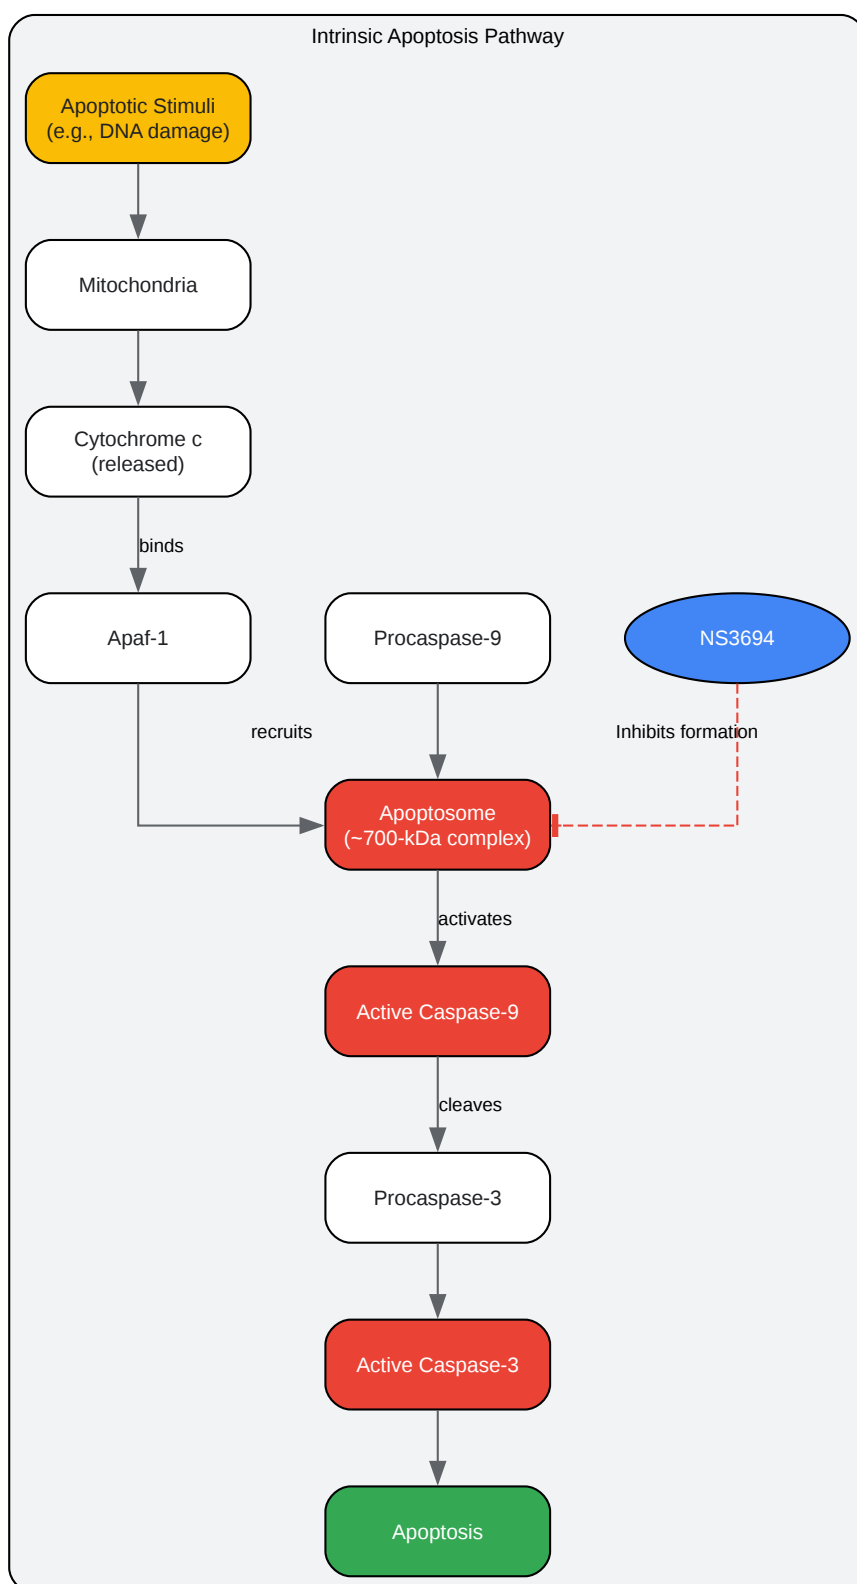 Intrinsic Apoptosis Pathway
Apoptotic Stimuli
(e.g., DNA damage)
Mitochondria
Cytochrome c
(released)
binds
Apaf-1
Procaspase-9
NS3694
recruits
Inhibits formation
Apoptosome
(~700-kDa complex)
activates
Active Caspase-9
cleaves
Procaspase-3
Active Caspase-3
Apoptosis